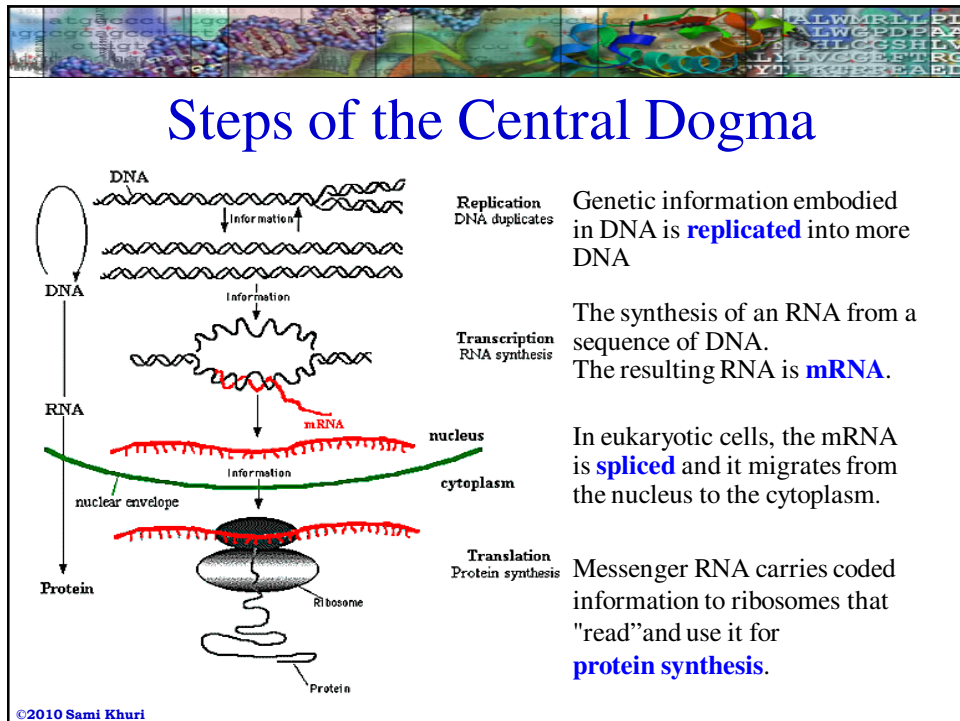 ALWMRLLPL
ALWGPDPAA
LYLVCGEFTRG
YTPKTRREAED
Steps of the Central Dogma
DNA
Information
Replication
DNA duplicates
Genetic information embodied
in DNA is replicated into more
DNA
DNA
Information
Transcription
RNA synthesis
The synthesis of an RNA from a
sequence of DNA.
The resulting RNA is mRNA.
RNA
mRNA
nucleus
Information
cytoplasm
nuclear envelope
In eukaryotic cells, the mRNA
is spliced and it migrates from
the nucleus to the cytoplasm.
Translation
Protein synthesis
Protein
Ribosome
Messenger RNA carries coded
information to ribosomes that
"read”and use it for
protein synthesis.
Protein
©2010 Sami Khuri